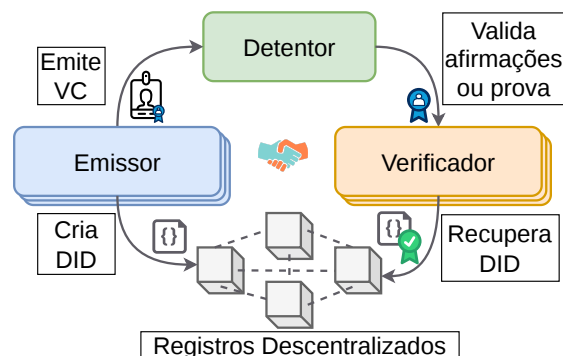 Detentor
Emite
VC
Valida
afirmações
ou prova
Emissor
Verificador
Cria
DID
{}
{}
Recupera
DID
Registros Descentralizados